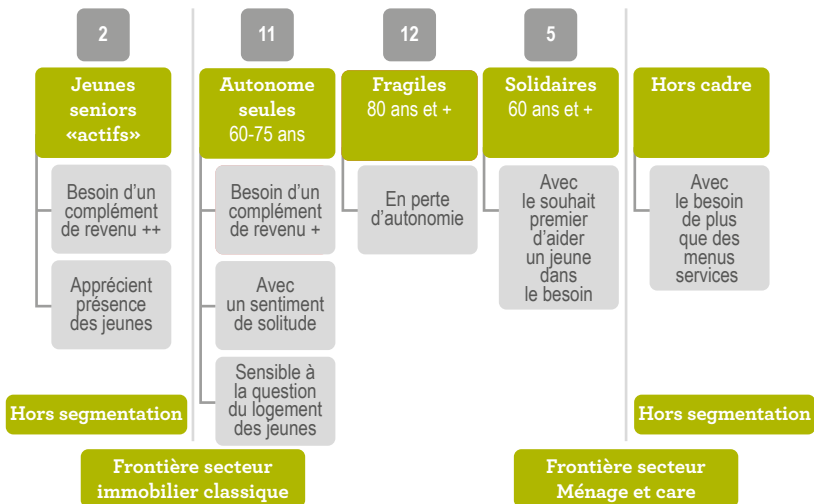 2
Jeunes
seniors
«actifs»
Besoin d'un
complément
de revenu ++
Apprécient
présence
des jeunes
11
Autonome
seules
60-75 ans
Besoin d'un
complément
de revenu +
Avec
un sentiment
de solitude
Sensible à
la question
du logement
des jeunes
12
Fragiles
80 ans et +
En perte
d'autonomie
5
Solidaires
60 ans et +
Avec
le souhait
premier
d'aider
un jeune
dans
le besoin
Hors cadre
Avec
le besoin
de plus
que des
menus
services
Hors segmentation
Hors segmentation
Frontière secteur
immobilier classique
Frontière secteur
Ménage et care